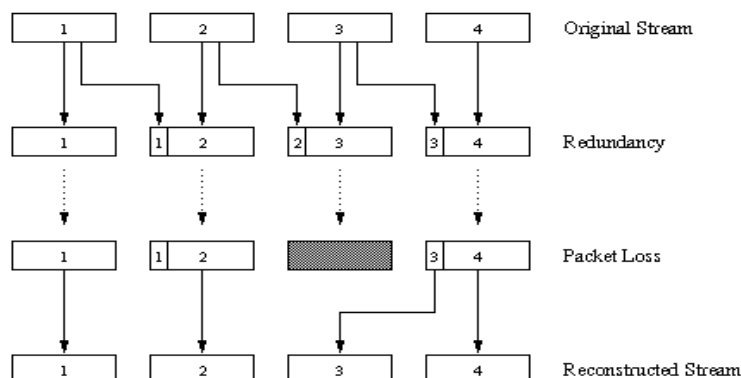 1 2 3 4 Original Stream
1 1 2 2 3 3 4 Redundancy
1 1 2 3 4 Packet Loss
1 2 3 4 Reconstructed Stream